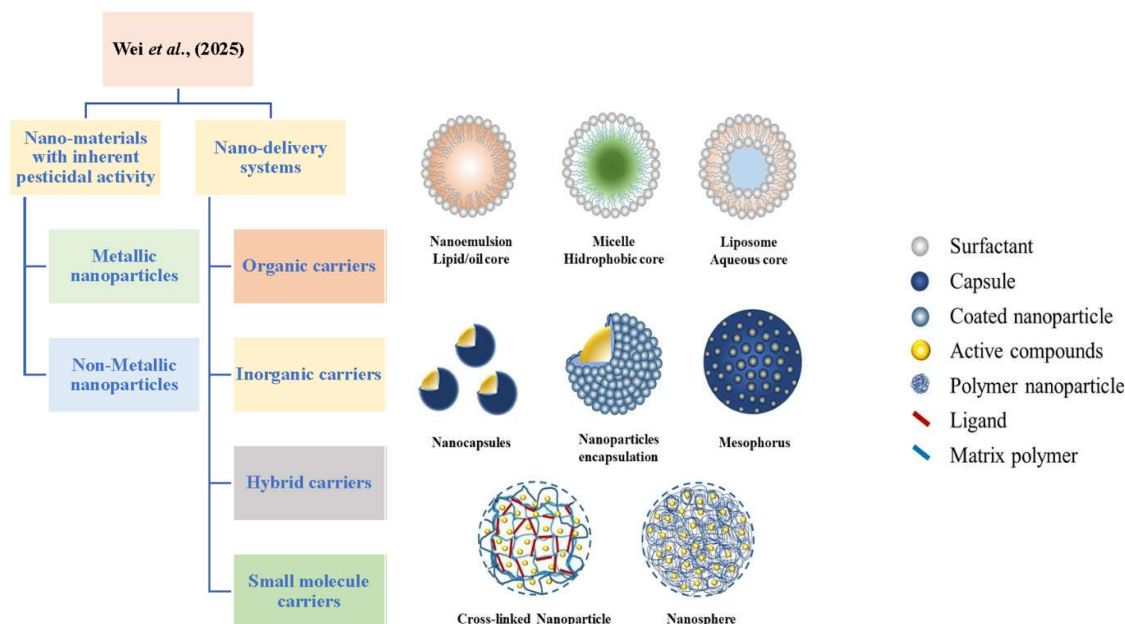 Wei et al., (2025)
Nano-materials
with inherent
pesticidal activity
Nano-delivery
systems
Metallic
nanoparticles
Non-Metallic
nanoparticles
Organic carriers
Inorganic carriers
Hybrid carriers
Small molecule
carriers
Nanoemulsion
Lipid/oil core
Micelle
Hidrophobic core
Liposome
Aqueous core
Nanocapsules
Nanoparticles
encapsulation
Mesophorus
Cross-linked Nanoparticle
Nanosphere
Surfactant
Capsule
Coated nanoparticle
Active compounds
Polymer nanoparticle
Ligand
Matrix polymer